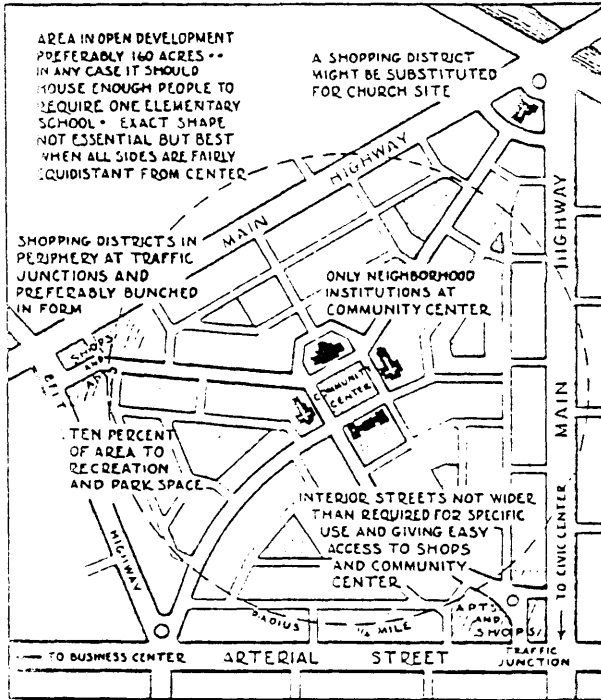 AREA IN OPEN DEVELOPMENT
PREFERABLY 160 ACRES ••
IN ANY CASE IT SHOULD
HOUSE ENOUGH PEOPLE TO
REQUIRE ONE ELEMENTARY
SCHOOL • EXACT SHAPE
NOT ESSENTIAL BUT BEST
WHEN ALL SIDES ARE FAIRLY
EQUIDISTANT FROM CENTER
A SHOPPING DISTRICT
MIGHT BE SUBSTITUTED
FOR CHURCH SITE
MAIN HIGHWAY
HIGHWAY
MAIN
SHOPPING DISTRICTS IN
PERIPHERY AT TRAFFIC
JUNCTIONS AND
PREFERABLY BUNCHED
IN FORM
ONLY NEIGHBORHOOD
INSTITUTIONS AT
COMMUNITY CENTER
SHOPS
AND
COMMUNITY
CENTER
TEN PERCENT
OF AREA TO
RECREATION
AND PARK SPACE
INTERIOR STREETS NOT WIDER
THAN REQUIRED FOR SPECIFIC
USE AND GIVING EASY
ACCESS TO SHOPS
AND COMMUNITY
CENTER
HIGHWAY
TO CIVIC CENTER
RADIUS 1/4 MILE
APTS
AND
SHOPS
TO BUSINESS CENTER
ARTERIAL STREET
TRAFFIC
JUNCTION